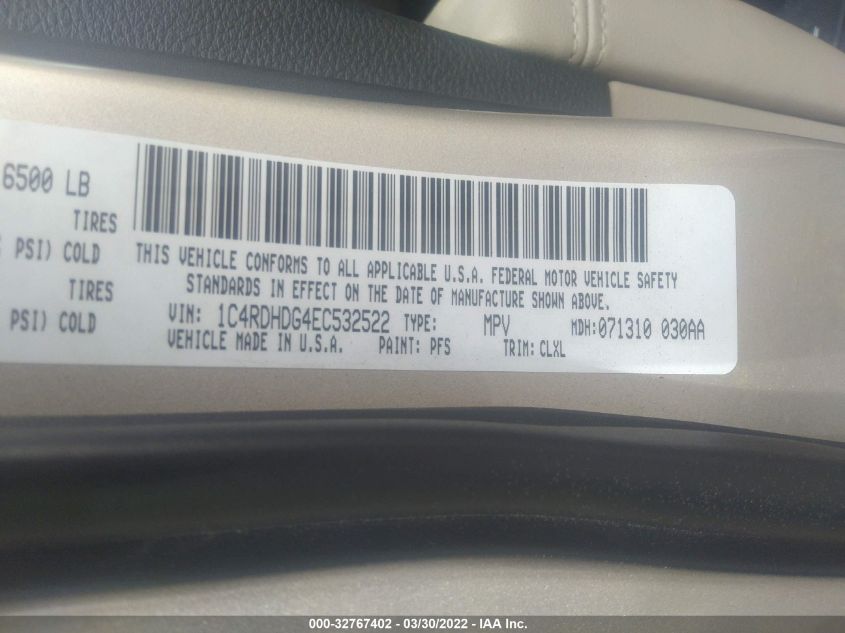 6500 LB
TIRES
PSI) COLD
THIS VEHICLE CONFORMS TO ALL APPLICABLE U.S.A. FEDERAL MOTOR VEHICLE SAFETY
TIRES
STANDARDS IN EFFECT ON THE DATE OF MANUFACTURE SHOWN ABOVE.
PSI) COLD
VIN: 1C4RDHDG4EC532522 TYPE: MPV MDH:071310 030AA
VEHICLE MADE IN U.S.A. PAINT: PFS TRIM: CLXL
000-32767402 - 03/30/2022 - IAA Inc.